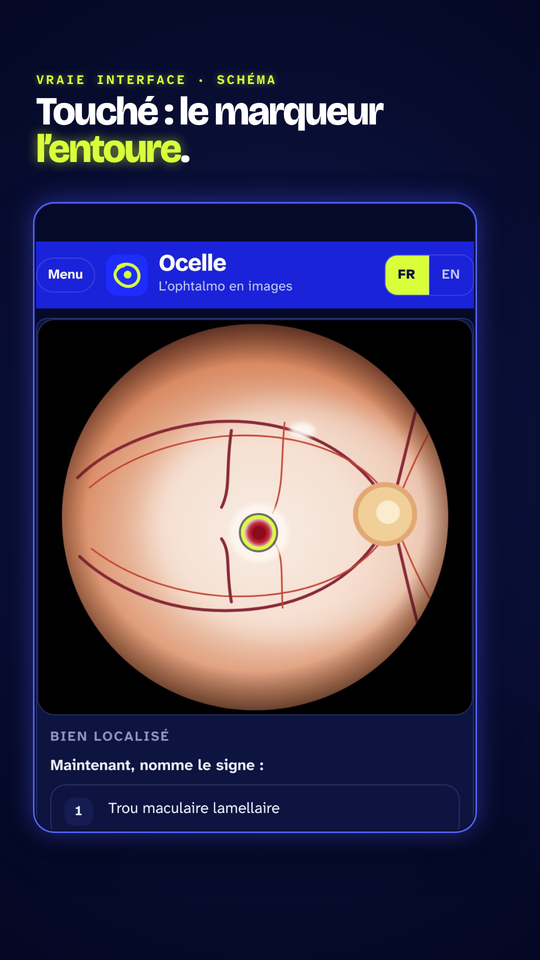 VRAIE INTERFACE · SCHÉMA
Touché : le marqueur
l'entoure.
Menu
Ocelle
L'ophtalmo en images
FR
EN
BIEN LOCALISÉ
Maintenant, nomme le signe :
1
Trou maculaire lamellaire